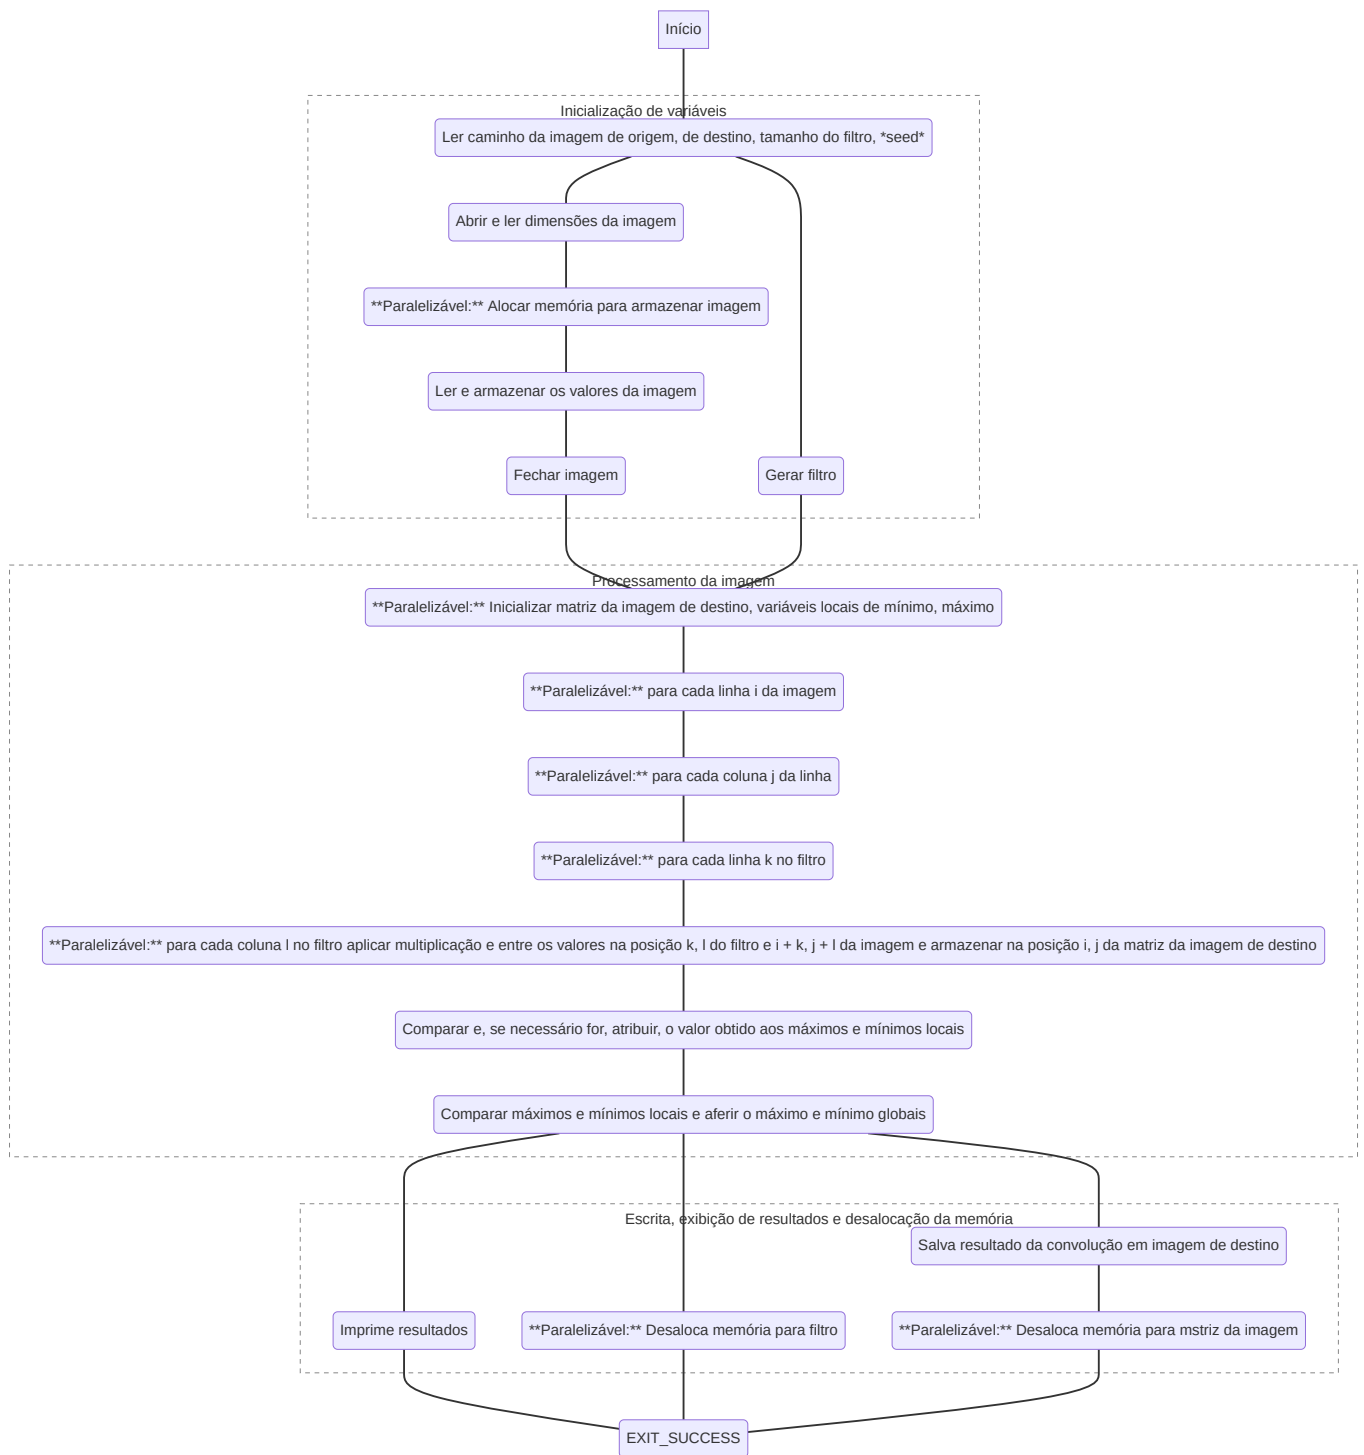 Início
Inicialização de variáveis
Ler caminho da imagem de origem, de destino, tamanho do filtro, *seed*
Abrir e ler dimensões da imagem
**Paralelizável:** Alocar memória para armazenar imagem
Ler e armazenar os valores da imagem
Fechar imagem
Gerar filtro
Processamento da imagem
**Paralelizável:** Inicializar matriz da imagem de destino, variáveis locais de mínimo, máximo
**Paralelizável:** para cada linha i da imagem
**Paralelizável:** para cada coluna j da linha
**Paralelizável:** para cada linha k no filtro
**Paralelizável:** para cada coluna l no filtro aplicar multiplicação e entre os valores na posição k, l do filtro e i + k, j + l da imagem e armazenar na posição i, j da matriz da imagem de destino
Comparar e, se necessário for, atribuir, o valor obtido aos máximos e mínimos locais
Comparar máximos e mínimos locais e aferir o máximo e mínimo globais
Escrita, exibição de resultados e desalocação da memória
Salva resultado da convolução em imagem de destino
Imprime resultados
**Paralelizável:** Desaloca memória para filtro
**Paralelizável:** Desaloca memória para mstriz da imagem
EXIT_SUCCESS